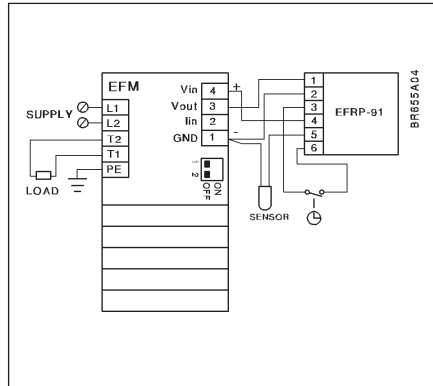 EFM
SUPPLY
L1
L2
T2
T1
PE
LOAD
Vin 4 +
Vout 3
Iin 2
GND 1 -
1
2
ON
OFF
SENSOR
1
2
3
4
5
6
EFRP-91
BR855A04